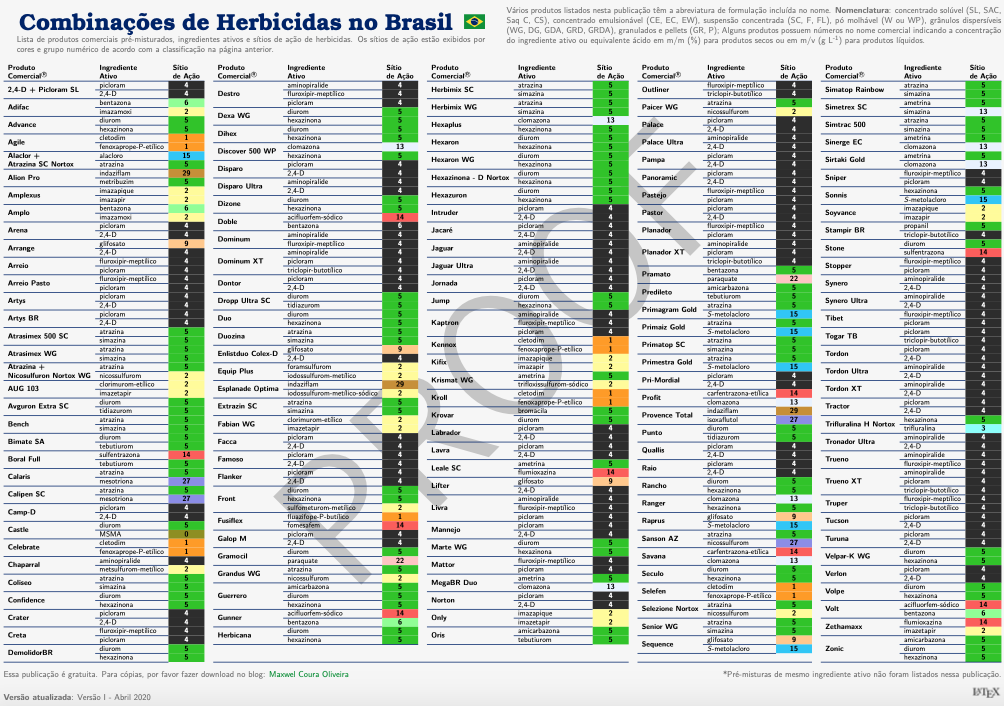 Combinações de Herbicidas no Brasil
Lista de produtos comerciais pré-misturados, ingredientes ativos e sítios de ação de herbicidas. Os sítios de ação estão exibidos por
cores e grupo numérico de acordo com a classificação na página anterior.
Vários produtos listados nesta publicação têm a abreviatura de formulação incluída no nome. Nomenclatura: concentrado solúvel (SL, SAC,
Saq C, CS), concentrado emulsionável (CE, EC, EW), suspensão concentrada (SC, F, FL), pó molhável (W ou WP), grânulos dispersíveis
(WG, DG, GDA, GRD, GRDA), granulados e pellets (GR, P); Alguns produtos possuem números no nome comercial indicando a concentração
do ingrediente ativo ou equivalente ácido em m/m (%) para produtos secos ou em m/v (g L⁻¹) para produtos líquidos.
Produto Comercial® Ingrediente Ativo Sítio de Ação
2,4-D + Picloram SL picloram 4
2,4-D 4
Adifac bentazona 6
imazamoxi 2
Advance diurom 5
hexazinona 5
Agile cletodim 1
fenoxaprope-P-etílico 1
Alaclor + Atrazina SC Nortox alacloro 15
atrazina 5
Alion Pro indaziflam 29
metribuzim 5
Amplexus imazapique 2
imazapir 2
Amplo bentazona 6
imazamoxi 2
Arena picloram 4
2,4-D 4
Arrange glifosato 9
2,4-D 4
Arreio fluroxipir-meptílico 4
picloram 4
Arreio Pasto fluroxipir-meptílico 4
picloram 4
Artys picloram 4
2,4-D 4
Artys BR picloram 4
2,4-D 4
Atrasimex 500 SC atrazina 5
simazina 5
Atrasimex WG atrazina 5
simazina 5
Atrazina + Nicosulfuron Nortox WG atrazina 5
nicossulfurom 2
AUG 103 clorimurom-etílico 2
imazetapir 2
Avguron Extra SC diurom 5
tidiazurom 5
Bench atrazina 5
simazina 5
Bimate SA diurom 5
tebutiurom 5
Boral Full sulfentrazona 14
tebutiurom 5
Calaris atrazina 5
mesotriona 27
Calipen SC atrazina 5
mesotriona 27
Camp-D picloram 4
2,4-D 4
Castle diurom 5
MSMA 0
Celebrate cletodim 1
fenoxaprope-P-etílico 1
Chaparral aminopiralide 4
metsulfurom-metílico 2
Coliseo atrazina 5
simazina 5
Confidence diurom 5
hexazinona 5
Crater picloram 4
2,4-D 4
Creta fluroxipir-meptílico 4
picloram 4
DemolidorBR diurom 5
hexazinona 5
Produto Comercial® Ingrediente Ativo Sítio de Ação
Destro aminopiralide 4
fluroxipir-meptílico 4
picloram 4
Dexa WG diurom 5
hexazinona 5
Dihex diurom 5
hexazinona 5
Discover 500 WP clomazona 13
hexazinona 5
Disparo picloram 4
2,4-D 4
Disparo Ultra aminopiralide 4
2,4-D 4
Dizone diurom 5
hexazinona 5
Doble acifluorfem-sódico 14
bentazona 6
Dominum aminopiralide 4
fluroxipir-meptílico 4
picloram 4
Dominum XT fluroxipir-meptílico 4
picloram 4
triclopir-butotílico 4
Dontor picloram 4
2,4-D 4
Dropp Ultra SC diurom 5
tidiazurom 5
Duo diurom 5
hexazinona 5
Duozina atrazina 5
simazina 5
Enlistduo Colex-D glifosato 9
2,4-D 4
Equip Plus foramsulfurom 2
iodossulfurom-metílico 2
Esplanade Optima indaziflam 29
iodossulfurom-metílico-sódico 2
Extrazin SC atrazina 5
simazina 5
Fabian WG clorimurom-etílico 2
imazetapir 2
Facca picloram 4
2,4-D 4
Famoso picloram 4
2,4-D 4
Flanker picloram 4
2,4-D 4
Front diurom 5
hexazinona 5
sulfometurom-metílico 2
Fusiflex fluazifope-P-butílico 1
fomesafem 14
Galop M picloram 4
2,4-D 4
Gramocil diurom 5
paraquate 22
Grandus WG atrazina 5
nicossulfurom 2
Guerrero amicarbazona 5
diurom 5
hexazinona 5
Gunner acifluorfem-sódico 14
bentazona 6
Herbicana diurom 5
hexazinona 5
Produto Comercial® Ingrediente Ativo Sítio de Ação
Herbimix SC atrazina 5
simazina 5
Herbimix WG atrazina 5
simazina 5
Hexaplus clomazona 13
hexazinona 5
Hexaron diurom 5
hexazinona 5
Hexaron WG diurom 5
hexazinona 5
Hexazinona - D Nortox diurom 5
hexazinona 5
Hexazuron diurom 5
hexazinona 5
Intruder picloram 4
2,4-D 4
Jacaré picloram 4
2,4-D 4
Jaguar aminopiralide 4
2,4-D 4
Jaguar Ultra aminopiralide 4
2,4-D 4
Jornada picloram 4
2,4-D 4
Jump diurom 5
hexazinona 5
Kaptron aminopiralide 4
fluroxipir-meptílico 4
picloram 4
Kennox cletodim 1
fenoxaprope-P-etílico 1
Kifix imazapique 2
imazapir 2
Krismat WG ametrina 5
trifloxissulfurom-sódico 2
Kroll cletodim 1
fenoxaprope-P-etílico 1
Krovar bromacila 5
diurom 5
Labrador picloram 4
2,4-D 4
Lavra picloram 4
2,4-D 4
Leale SC ametrina 5
flumioxazina 14
Lifter glifosato 9
2,4-D 4
Livra aminopiralide 4
fluroxipir-meptílico 4
picloram 4
Mannejo picloram 4
2,4-D 4
Marte WG diurom 5
hexazinona 5
Mattor fluroxipir-meptílico 4
picloram 4
MegaBR Duo ametrina 5
clomazona 13
Norton picloram 4
2,4-D 4
Only imazapique 2
imazetapir 2
Oris amicarbazona 5
tebutiurom 5
Produto Comercial® Ingrediente Ativo Sítio de Ação
Outliner fluroxipir-meptílico 4
triclopir-butotílico 4
Paicer WG atrazina 5
nicossulfurom 2
Palace picloram 4
2,4-D 4
Palace Ultra aminopiralide 4
2,4-D 4
Pampa picloram 4
2,4-D 4
Panoramic picloram 4
triclopir-butotílico 4
Pastejo fluroxipir-meptílico 4
picloram 4
Pastor picloram 4
2,4-D 4
Planador fluroxipir-meptílico 4
picloram 4
Planador XT fluroxipir-meptílico 4
picloram 4
triclopir-butotílico 4
Pramato bentazona 5
paraquate 22
Predileto amicarbazona 5
tebutiurom 5
Primagram Gold atrazina 5
S-metolacloro 15
Primaiz Gold atrazina 5
S-metolacloro 15
Primatop SC atrazina 5
simazina 5
Primestra Gold atrazina 5
S-metolacloro 15
Pri-Mordial picloram 4
2,4-D 4
Profit carfentrazona-etílica 14
clomazona 13
Provence Total indaziflam 29
isoxaflutol 27
Punto diurom 5
tidiazurom 5
Quallis picloram 4
2,4-D 4
Raio picloram 4
2,4-D 4
Rancho diurom 5
hexazinona 5
Ranger clomazona 13
hexazinona 5
Raprus glifosato 9
S-metolacloro 15
Sanson AZ atrazina 5
nicossulfurom 27
Savana carfentrazona-etílica 14
clomazona 13
Seculo diurom 5
hexazinona 5
Selefen cletodim 1
fenoxaprope-P-etílico 1
Selezione Nortox atrazina 5
nicossulfurom 2
Senior WG atrazina 5
simazina 5
Sequence glifosato 9
S-metolacloro 15
Produto Comercial® Ingrediente Ativo Sítio de Ação
Simatop Rainbow atrazina 5
simazina 5
Simetrex SC ametrina 5
simazina 13
Simtrac 500 atrazina 5
simazina 5
Sinerge EC ametrina 5
clomazona 13
Sirtaki Gold ametrina 5
clomazona 13
Sniper picloram 4
2,4-D 4
Sonnis hexazinona 5
S-metolacloro 15
Soyvance imazapique 2
imazapir 2
Stampir BR propanil 5
triclopir-butotílico 4
Stone diurom 5
sulfentrazona 14
Stopper fluroxipir-meptílico 4
picloram 4
Synero aminopiralide 4
fluroxipir-meptílico 4
Synero Ultra aminopiralide 4
2,4-D 4
Tibet fluroxipir-meptílico 4
picloram 4
Togar TB picloram 4
triclopir-butotílico 4
Tordon picloram 4
2,4-D 4
Tordon Ultra aminopiralide 4
2,4-D 4
Tordon XT aminopiralide 4
2,4-D 4
Tractor picloram 4
2,4-D 4
Trifluralina H Nortox hexazinona 5
trifluralina 3
Tronador Ultra aminopiralide 4
2,4-D 4
Trueno aminopiralide 4
fluroxipir-meptílico 4
Trueno XT picloram 4
triclopir-butotílico 4
Truper fluroxipir-meptílico 4
triclopir-butotílico 4
Tucson picloram 4
2,4-D 4
Turuna picloram 4
2,4-D 4
Velpar-K WG diurom 5
hexazinona 5
Verlon picloram 4
2,4-D 4
Volpe diurom 5
hexazinona 5
Volt acifluorfem-sódico 14
bentazona 6
Zethamaxx flumioxazina 14
imazetapir 2
Zonic diurom 5
hexazinona 5
PROOF
Essa publicação é gratuita. Para cópias, por favor fazer download no blog: Maxwel Coura Oliveira
*Pré-misturas de mesmo ingrediente ativo não foram listados nessa publicação.
Versão atualizada: Versão I - Abril 2020
LaTeX